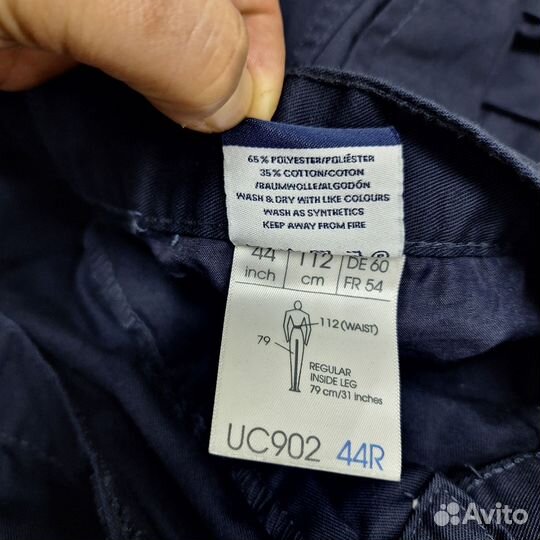 65% POLYESTER/POLIÉSTER
35% COTTON/COTON
/BAUMWOLLE/ALGODÓN
WASH & DRY WITH LIKE COLOURS
WASH AS SYNTHETICS
KEEP AWAY FROM FIRE
44 inch
112 cm
DE 60
FR 54
112 (WAIST)
79
REGULAR
INSIDE LEG
79 cm/31 inches
UC902 44R
Avito